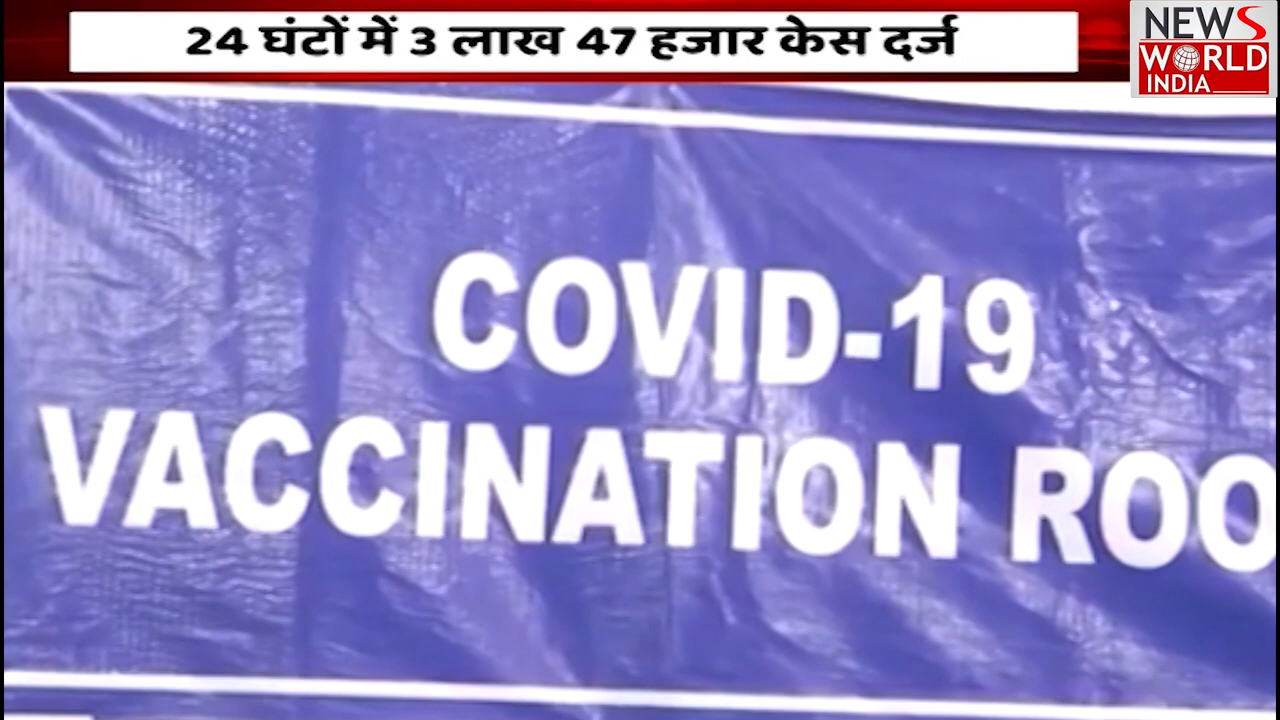 24 घंटों में 3 लाख 47 हजार केस दर्ज
NEWS
WORLD
INDIA
COVID-19
VACCINATION ROO